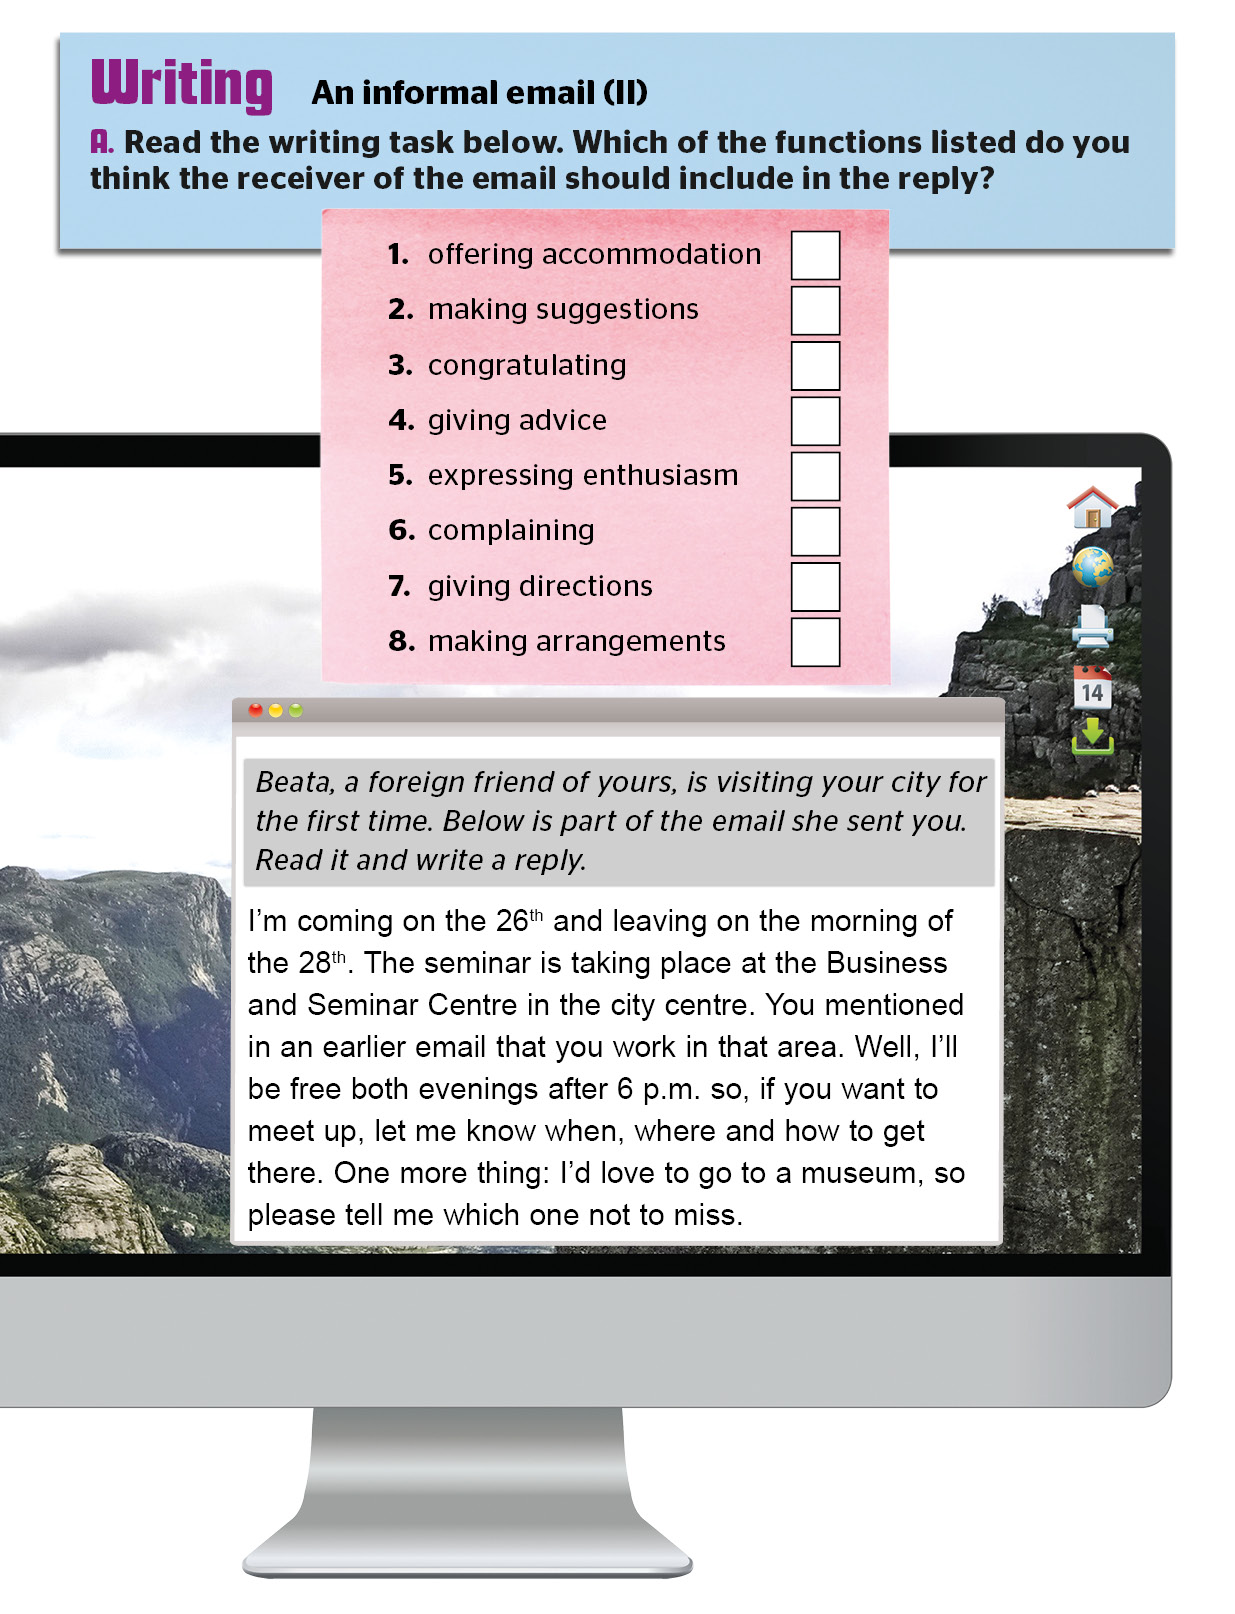 Writing An informal email (II)
A. Read the writing task below. Which of the functions listed do you
think the receiver of the email should include in the reply?
1. offering accommodation
2. making suggestions
3. congratulating
4. giving advice
5. expressing enthusiasm
6. complaining
7. giving directions
8. making arrangements
14
Beata, a foreign friend of yours, is visiting your city for
the first time. Below is part of the email she sent you.
Read it and write a reply.
I’m coming on the 26th and leaving on the morning of
the 28th. The seminar is taking place at the Business
and Seminar Centre in the city centre. You mentioned
in an earlier email that you work in that area. Well, I’ll
be free both evenings after 6 p.m. so, if you want to
meet up, let me know when, where and how to get
there. One more thing: I’d love to go to a museum, so
please tell me which one not to miss.